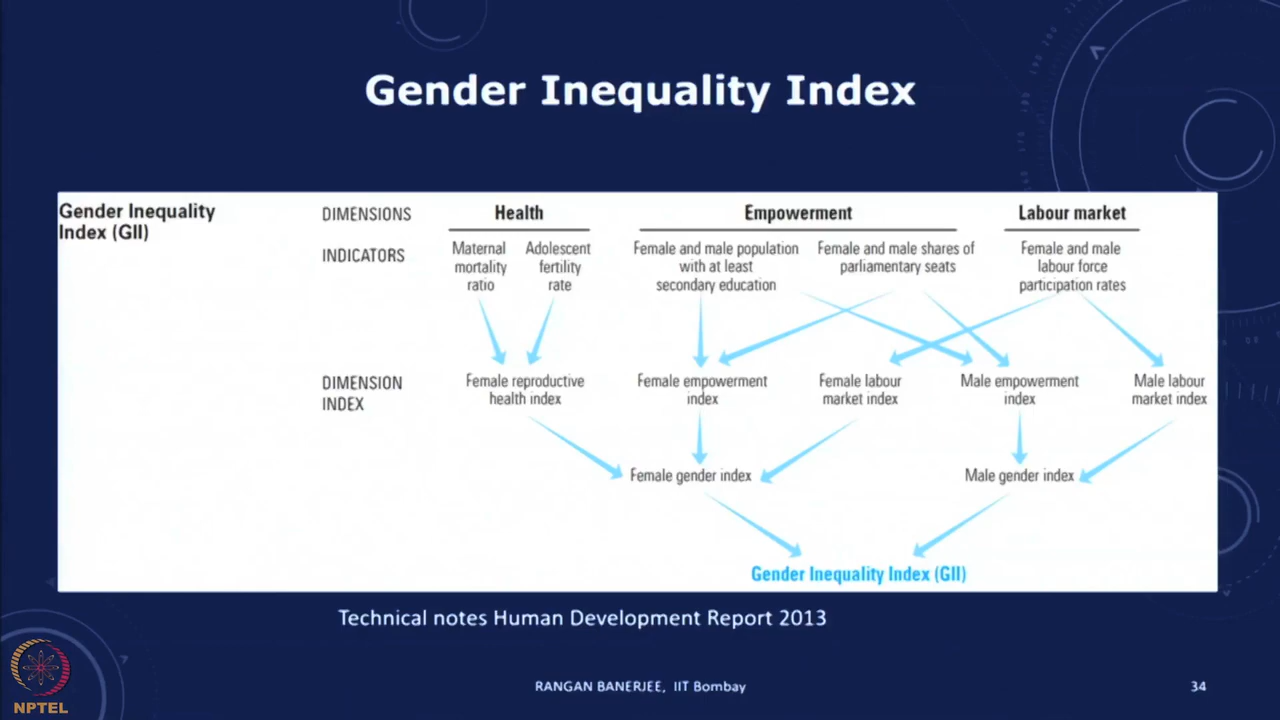 Gender Inequality Index
Gender Inequality
Index (GII)
DIMENSIONS
Health
Empowerment
Labour market
INDICATORS
Maternal
mortality
ratio
Adolescent
fertility
rate
Female and male population
with at least
secondary education
Female and male shares of
parliamentary seats
Female and male
labour force
participation rates
DIMENSION
INDEX
Female reproductive
health index
Female empowerment
index
Female labour
market index
Male empowerment
index
Male labour
market index
Female gender index
Male gender index
Gender Inequality Index (GII)
Technical notes Human Development Report 2013
RANGAN BANERJEE, IIT Bombay
34
NPTEL